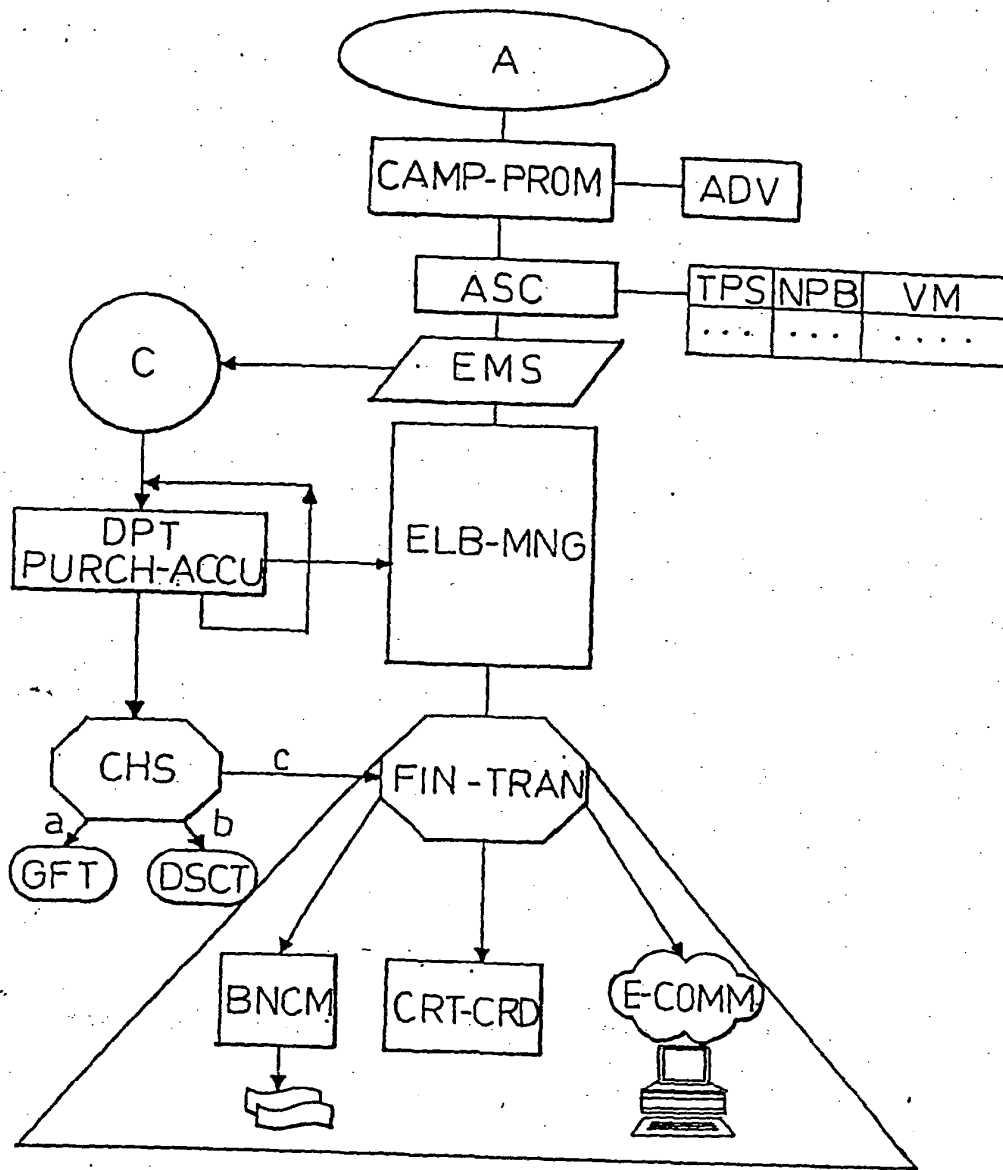 A
CAMP-PROM
ADV
ASC
TPS NPB VM
... ... ....
C
EMS
DPT
PURCH-ACCU
ELB-MNG
CHS
c
FIN-TRAN
a
b
GFT
DSCT
BNCM
CRT-CRD
E-COMM